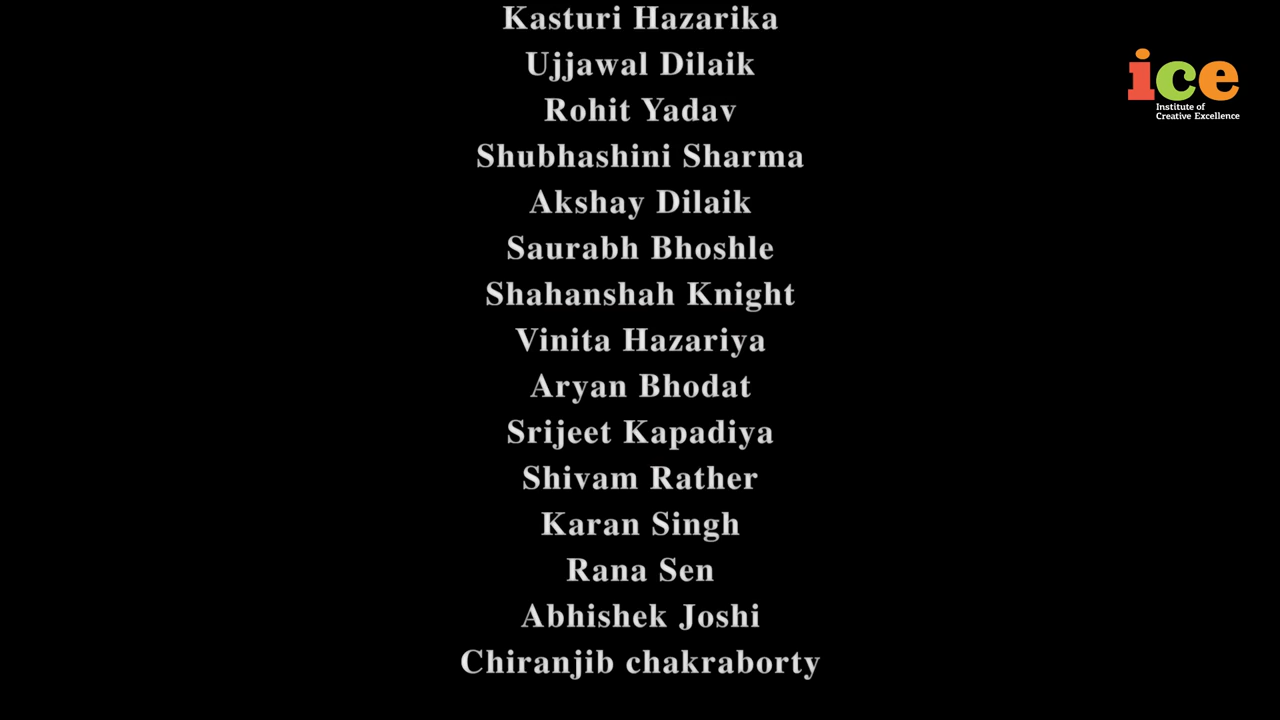 Kasturi Hazarika
Ujjawal Dilaik
Rohit Yadav
Shubhashini Sharma
Akshay Dilaik
Saurabh Bhoshle
Shahanshah Knight
Vinita Hazariya
Aryan Bhodat
Srijeet Kapadiya
Shivam Rather
Karan Singh
Rana Sen
Abhishek Joshi
Chiranjib chakraborty
ice
Institute of
Creative Excellence